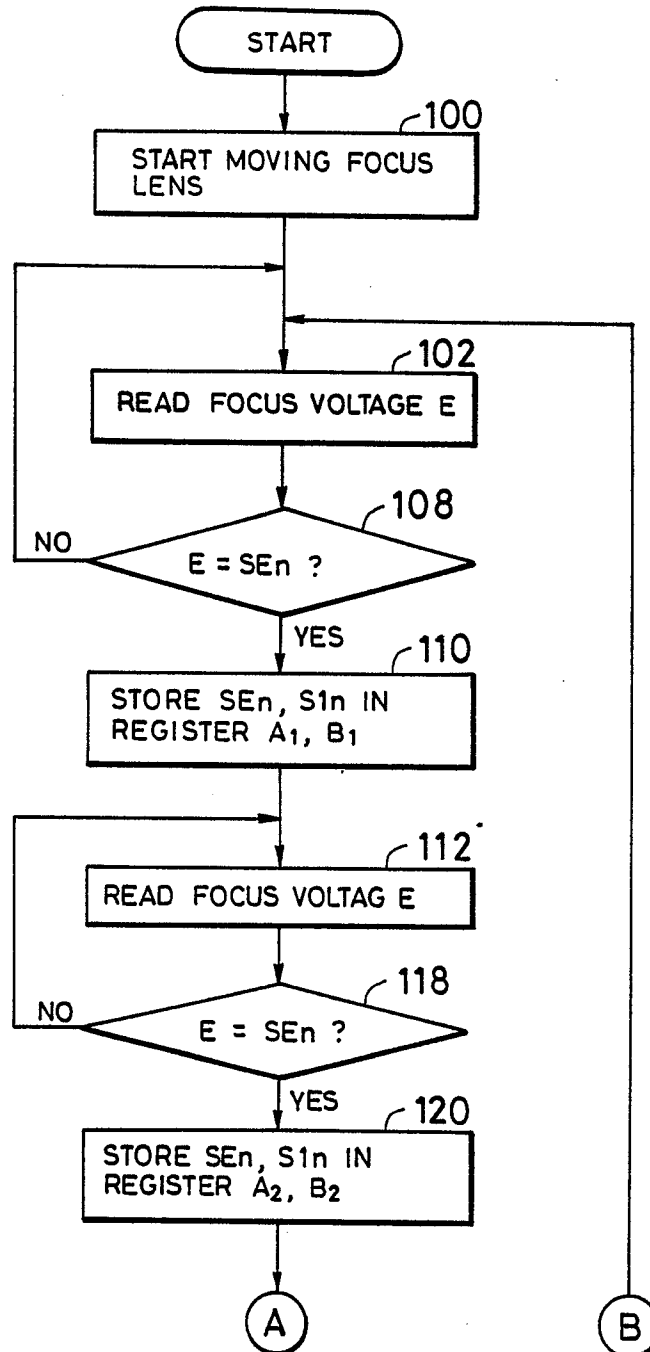 START
100
START MOVING FOCUS
LENS
102
READ FOCUS VOLTAGE E
108
E = SEn ?
NO
YES
110
STORE SEn, S1n IN
REGISTER A₁, B₁
112
READ FOCUS VOLTAG E
118
E = SEn ?
NO
YES
120
STORE SEn, S1n IN
REGISTER A₂, B₂
A
B